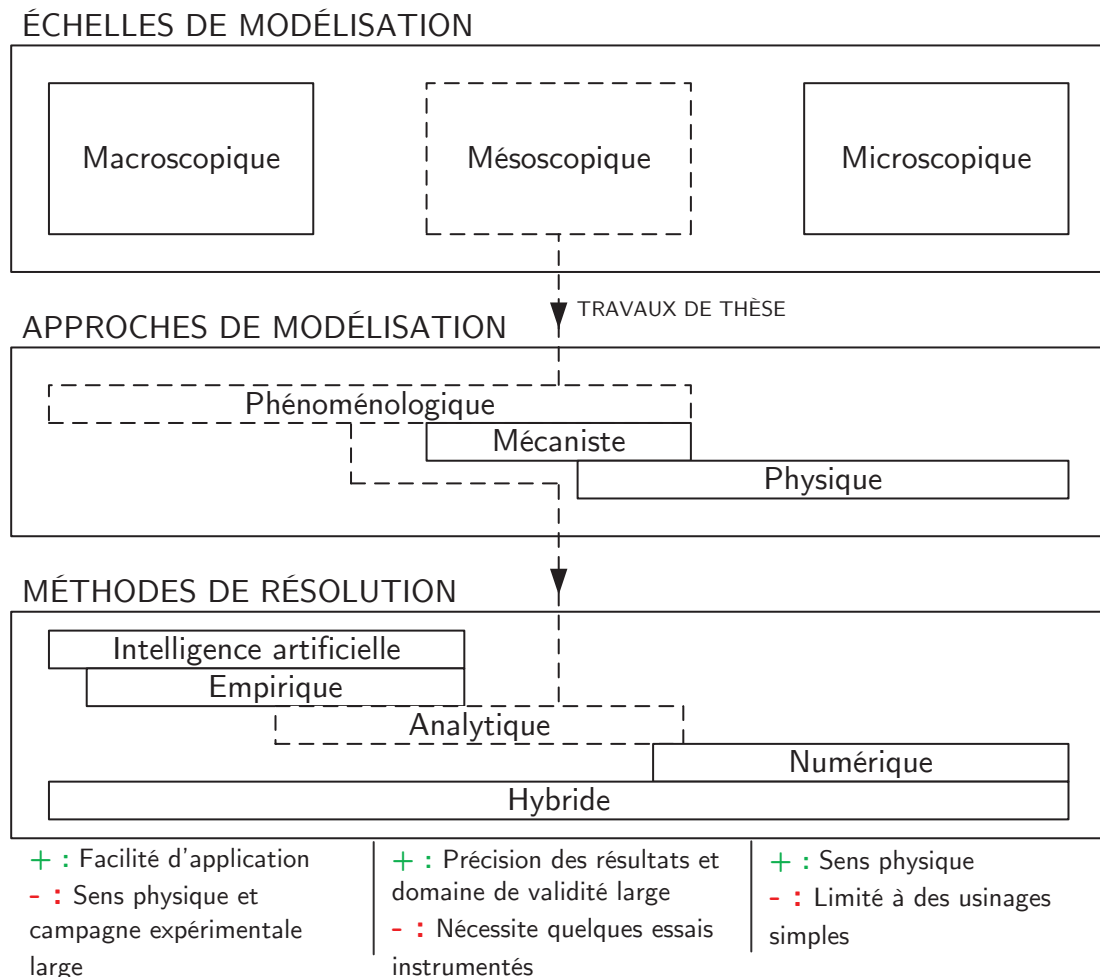 ÉCHELLES DE MODÉLISATION
Macroscopique
Mésoscopique
Microscopique
TRAVAUX DE THÈSE
APPROCHES DE MODÉLISATION
Phénoménologique
Mécaniste
Physique
MÉTHODES DE RÉSOLUTION
Intelligence artificielle
Empirique
Analytique
Numérique
Hybride
+ : Facilité d'application
- : Sens physique et
campagne expérimentale
large
+ : Précision des résultats et
domaine de validité large
- : Nécessite quelques essais
instrumentés
+ : Sens physique
- : Limité à des usinages
simples